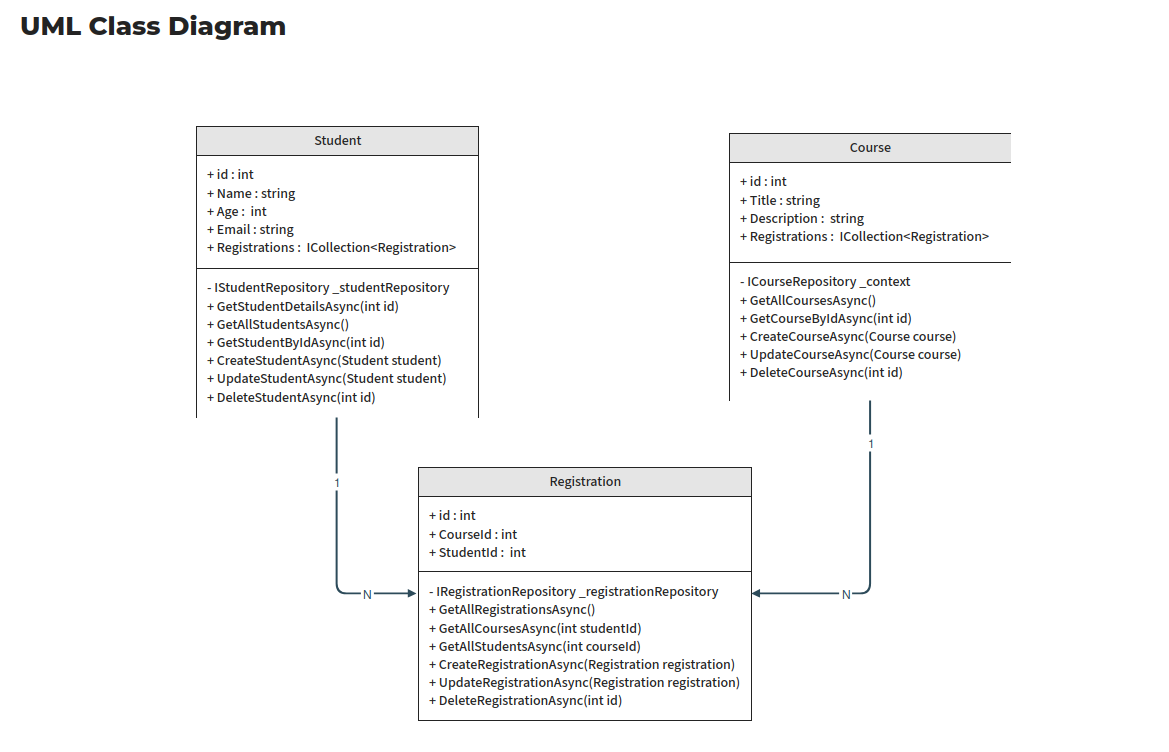 UML Class Diagram
Student
+ id : int
+ Name : string
+ Age :  int
+ Email : string
+ Registrations :  ICollection<Registration>
- IStudentRepository _studentRepository
+ GetStudentDetailsAsync(int id)
+ GetAllStudentsAsync()
+ GetStudentByIdAsync(int id)
+ CreateStudentAsync(Student student)
+ UpdateStudentAsync(Student student)
+ DeleteStudentAsync(int id)
Course
+ id : int
+ Title : string
+ Description :  string
+ Registrations :  ICollection<Registration>
- ICourseRepository _context
+ GetAllCoursesAsync()
+ GetCourseByIdAsync(int id)
+ CreateCourseAsync(Course course)
+ UpdateCourseAsync(Course course)
+ DeleteCourseAsync(int id)
1
1
Registration
+ id : int
+ CourseId : int
+ StudentId :  int
- IRegistrationRepository _registrationRepository
+ GetAllRegistrationsAsync()
+ GetAllCoursesAsync(int studentId)
+ GetAllStudentsAsync(int courseId)
+ CreateRegistrationAsync(Registration registration)
+ UpdateRegistrationAsync(Registration registration)
+ DeleteRegistrationAsync(int id)
N
N